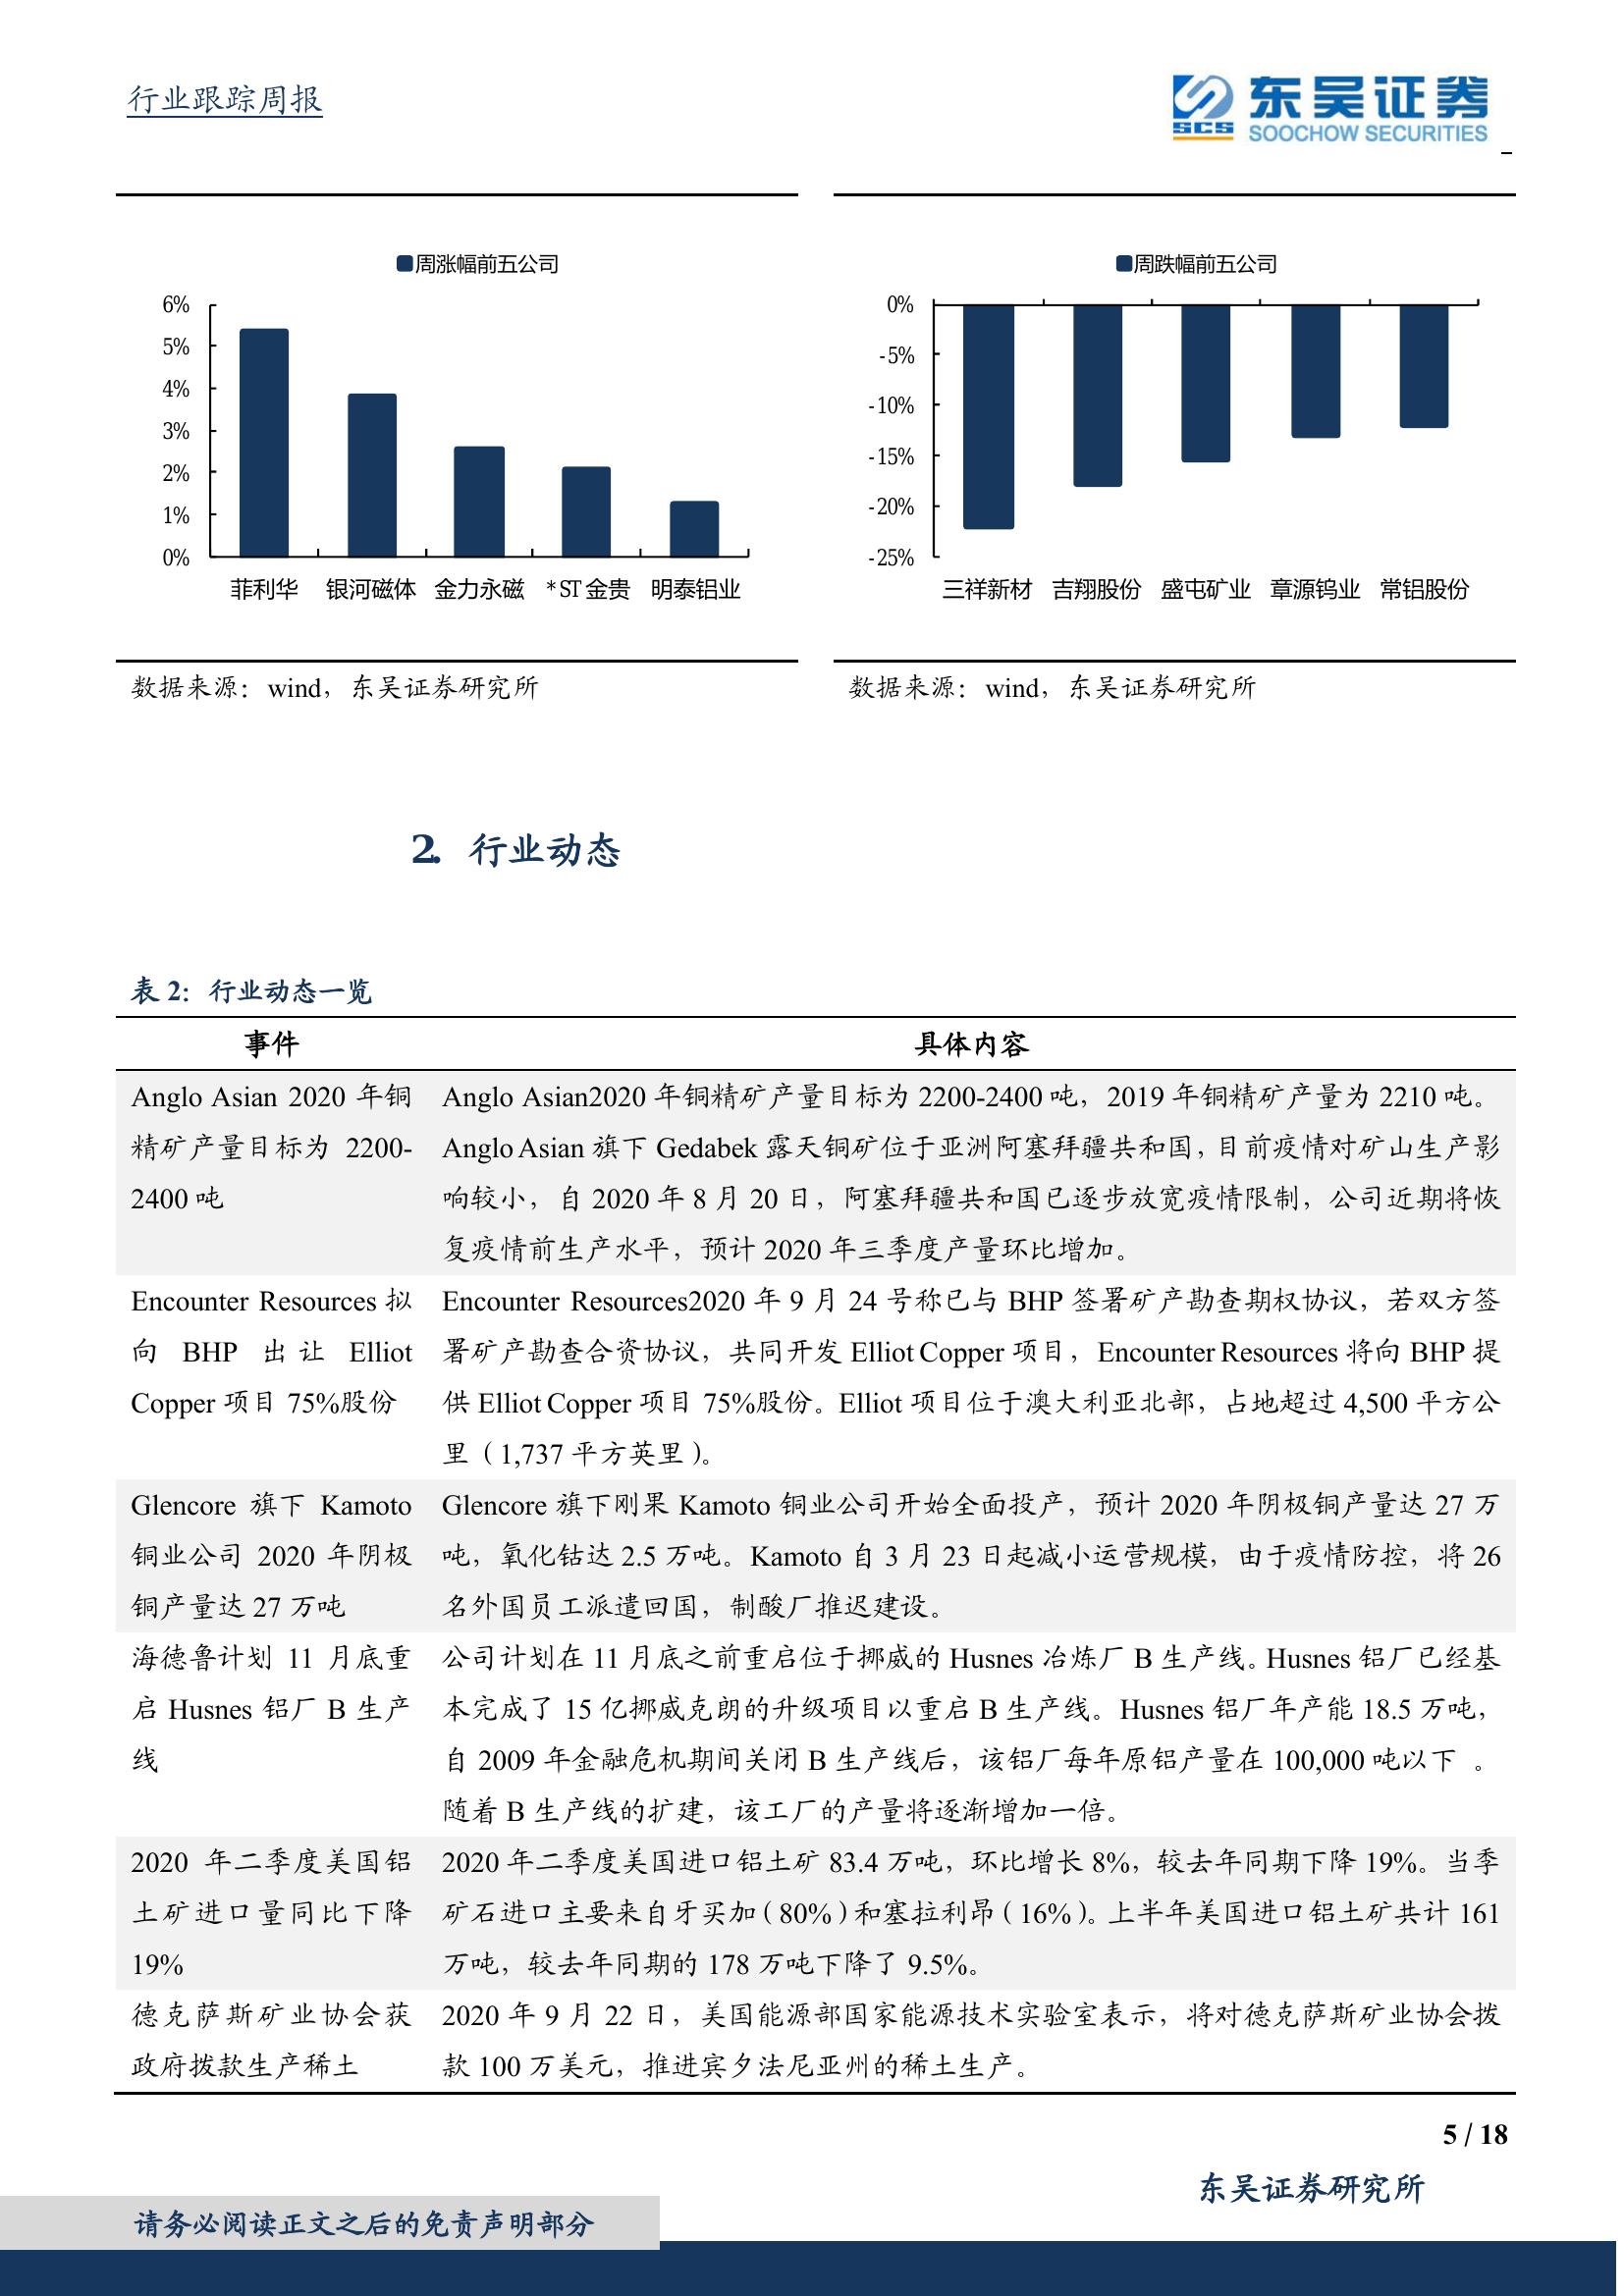 行业跟踪周报
SCS
东吴证券
SOOCHOW SECURITIES
周涨幅前五公司
6%
5%
4%
3%
2%
1%
0%
菲利华 银河磁体 金力永磁 *ST金贵 明泰铝业
数据来源：wind，东吴证券研究所
周跌幅前五公司
0%
-5%
-10%
-15%
-20%
-25%
三祥新材 吉翔股份 盛屯矿业 章源钨业 常铝股份
数据来源：wind，东吴证券研究所
2. 行业动态
表 2：行业动态一览
事件 具体内容
Anglo Asian 2020 年铜
精矿产量目标为 2200-
2400 吨
Anglo Asian2020 年铜精矿产量目标为 2200-2400 吨，2019 年铜精矿产量为 2210 吨。
Anglo Asian 旗下 Gedabek 露天铜矿位于亚洲阿塞拜疆共和国，目前疫情对矿山生产影
响较小，自 2020 年 8 月 20 日，阿塞拜疆共和国已逐步放宽疫情限制，公司近期将恢
复疫情前生产水平，预计 2020 年三季度产量环比增加。
Encounter Resources 拟
向 BHP 出让 Elliot
Copper 项目 75%股份
Encounter Resources2020 年 9 月 24 号称已与 BHP 签署矿产勘查期权协议，若双方签
署矿产勘查合资协议，共同开发 Elliot Copper 项目，Encounter Resources 将向 BHP 提
供 Elliot Copper 项目 75%股份。Elliot 项目位于澳大利亚北部，占地超过 4,500 平方公
里（1,737 平方英里）。
Glencore 旗下 Kamoto
铜业公司 2020 年阴极
铜产量达 27 万吨
Glencore 旗下刚果 Kamoto 铜业公司开始全面投产，预计 2020 年阴极铜产量达 27 万
吨，氧化钴达 2.5 万吨。Kamoto 自 3 月 23 日起减小运营规模，由于疫情防控，将 26
名外国员工派遣回国，制酸厂推迟建设。
海德鲁计划 11 月底重
启 Husnes 铝厂 B 生产
线
公司计划在 11 月底之前重启位于挪威的 Husnes 冶炼厂 B 生产线。Husnes 铝厂已经基
本完成了 15 亿挪威克朗的升级项目以重启 B 生产线。Husnes 铝厂年产能 18.5 万吨，
自 2009 年金融危机期间关闭 B 生产线后，该铝厂每年原铝产量在 100,000 吨以下 。
随着 B 生产线的扩建，该工厂的产量将逐渐增加一倍。
2020 年二季度美国铝
土矿进口量同比下降
19%
2020 年二季度美国进口铝土矿 83.4 万吨，环比增长 8%，较去年同期下降 19%。当季
矿石进口主要来自牙买加（80%）和塞拉利昂（16%）。上半年美国进口铝土矿共计 161
万吨，较去年同期的 178 万吨下降了 9.5%。
德克萨斯矿业协会获
政府拨款生产稀土
2020 年 9 月 22 日，美国能源部国家能源技术实验室表示，将对德克萨斯矿业协会拨
款 100 万美元，推进宾夕法尼亚州的稀土生产。
5 / 18
东吴证券研究所
请务必阅读正文之后的免责声明部分